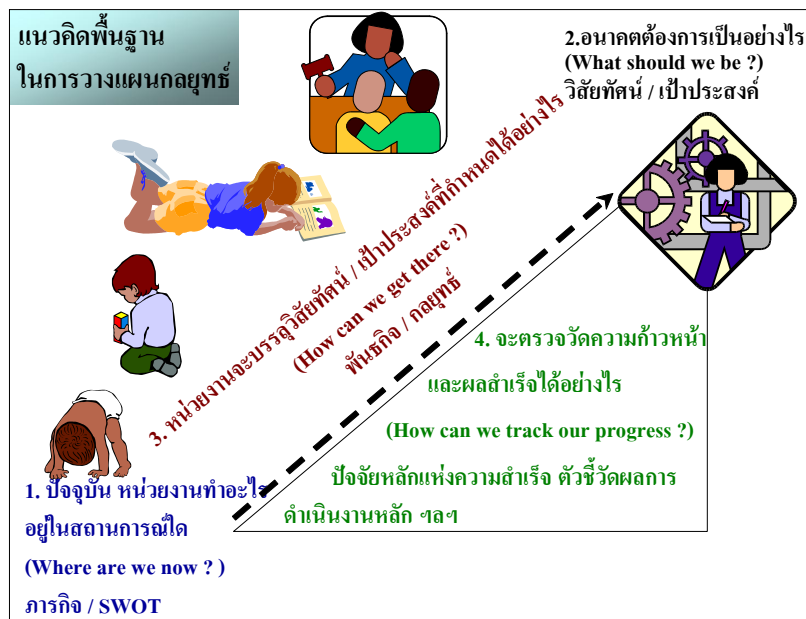 แนวคิดพื้นฐาน
ในการวางแผนกลยุทธ์
2.อนาคตต้องการเป็นอย่างไร
(What should we be ?)
วิสัยทัศน์ / เป้าประสงค์
3. หน่วยงานจะบรรลุวิสัยทัศน์ / เป้าประสงค์ที่กำหนดได้อย่างไร
(How can we get there ?)
พันธกิจ / กลยุทธ์
4. จะตรวจวัดความก้าวหน้า
และผลสำเร็จได้อย่างไร
(How can we track our progress ?)
ปัจจัยหลักแห่งความสำเร็จ ตัวชี้วัดผลการ
ดำเนินงานหลัก ฯลฯ
1. ปัจจุบัน หน่วยงานทำอะไร
อยู่ในสถานการณ์ใด
(Where are we now ? )
ภารกิจ / SWOT